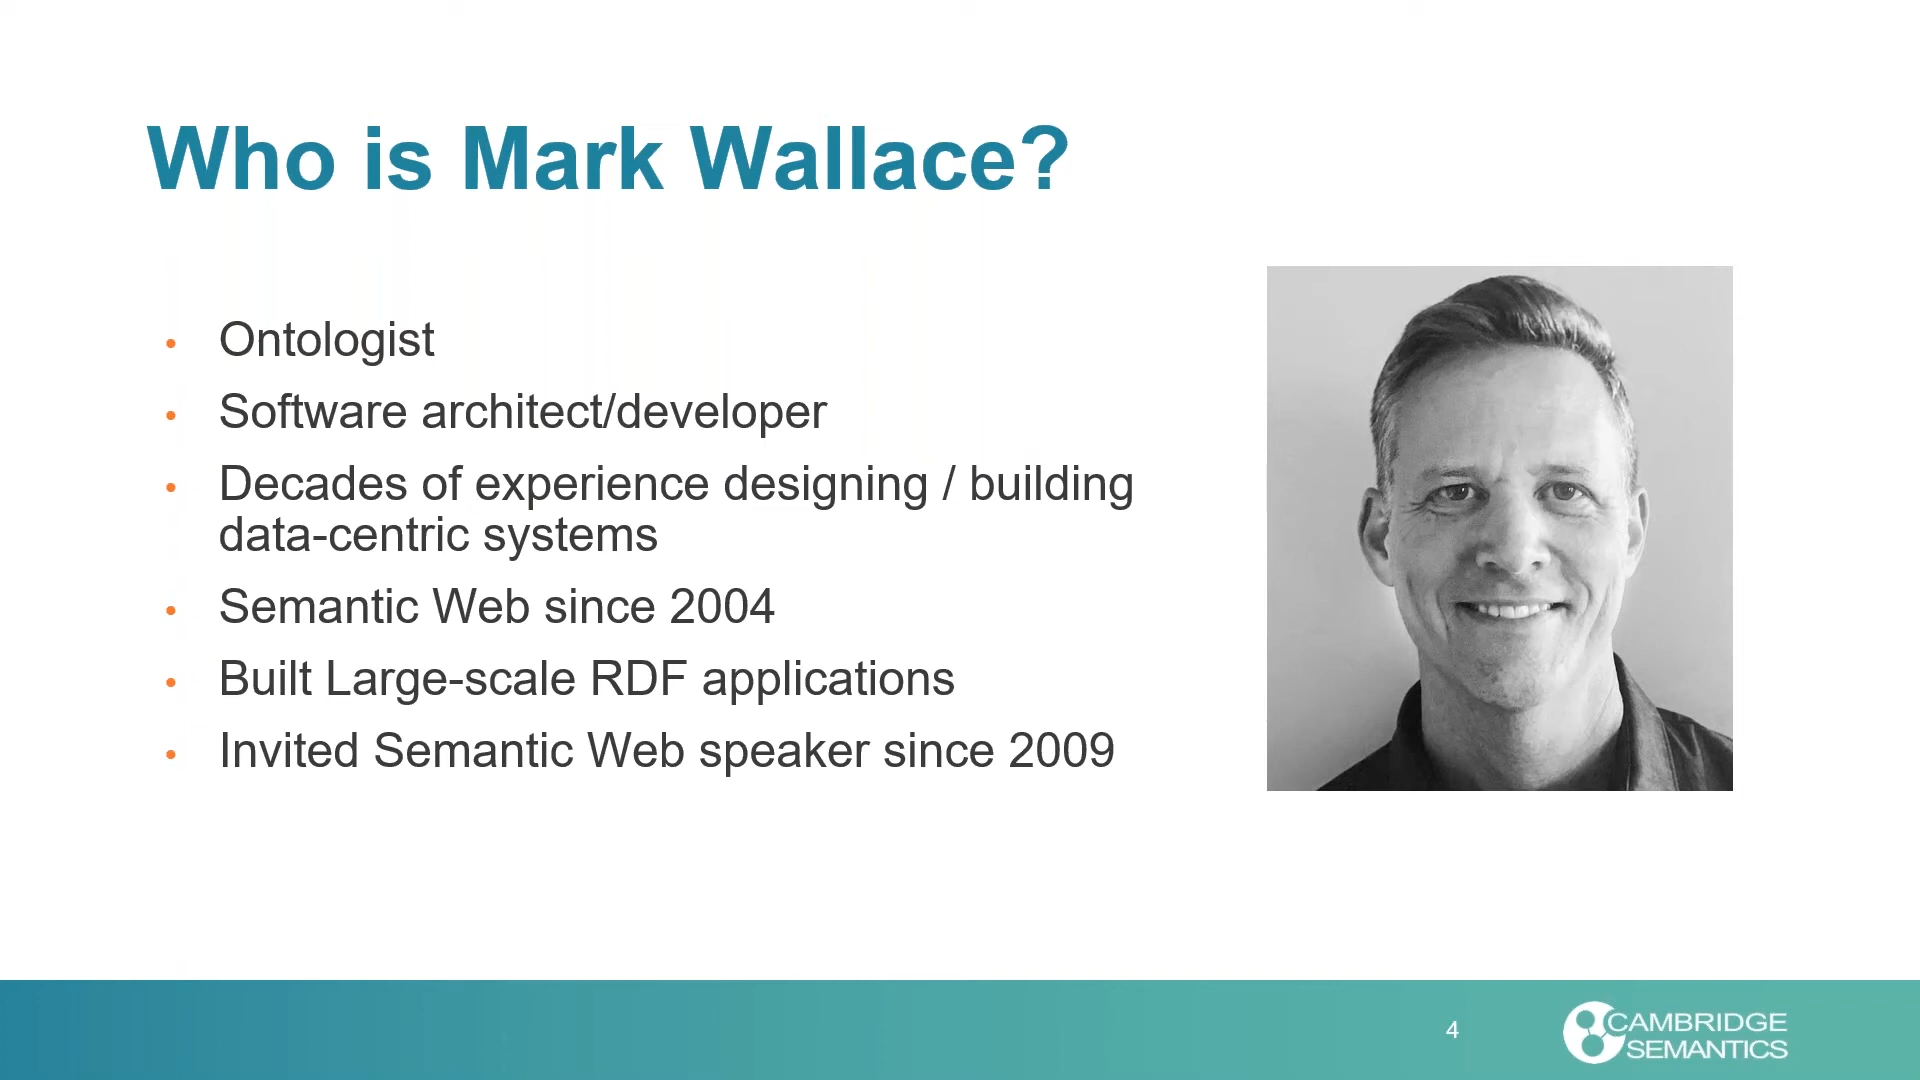 Who is Mark Wallace?
• Ontologist
• Software architect/developer
• Decades of experience designing / building
data-centric systems
• Semantic Web since 2004
• Built Large-scale RDF applications
• Invited Semantic Web speaker since 2009
4
CAMBRIDGE
SEMANTICS